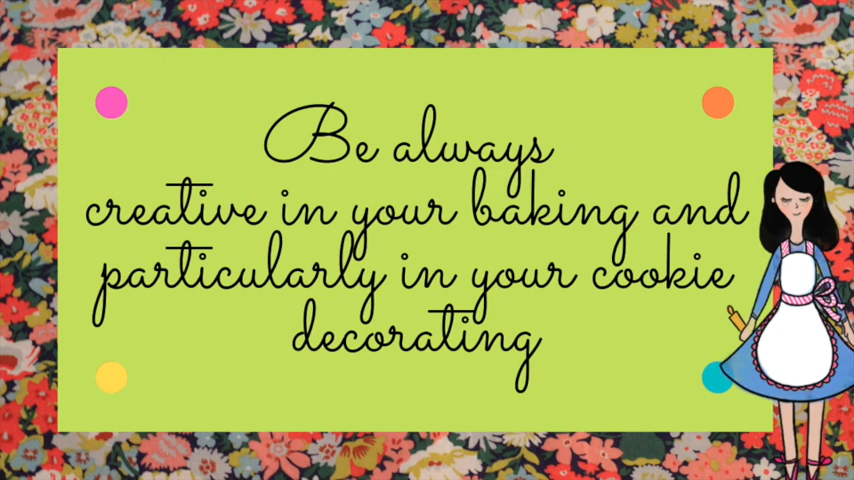 Be always
creative in your baking and
particularly in your cookie
decorating